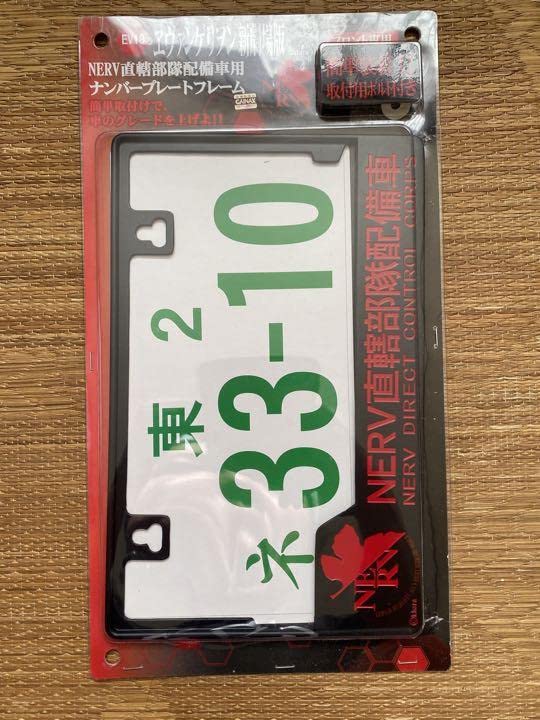 EV13
ヱヴァンゲリヲン新劇場版
NERV直轄部隊配備車用
ナンバープレートフレーム
簡単取付けで、
車のグレードを上げよ!!
GAINAX
取付用ボルト付き
東 2
ネ 33-10
NERV直轄部隊配備車
NERV DIRECT CONTROL CORPS
NERV